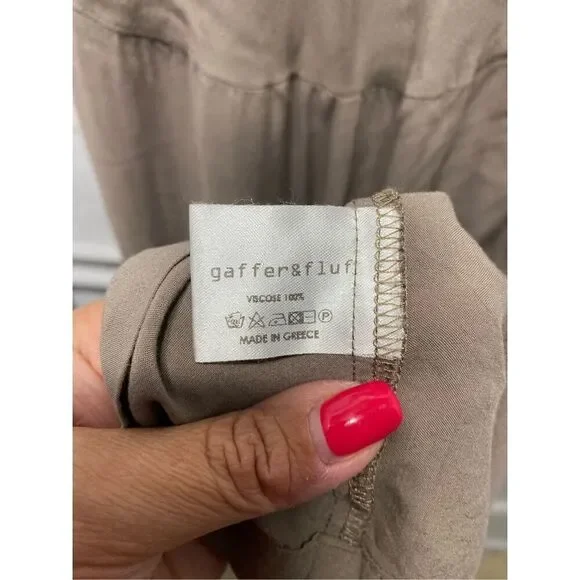 gaffer&fluf
VISCOSE 100%
MADE IN GREECE